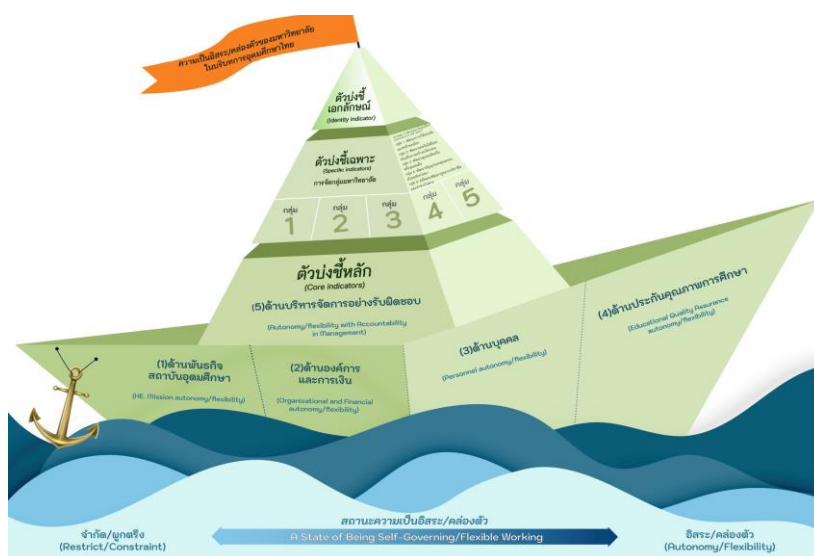 ความเป็นอิสระ/คล่องตัวของมหาวิทยาลัย
ในบริบทการอุดมศึกษาไทย
ตัวบ่งชี้
เอกลักษณ์
(Identity indicator)
ตัวบ่งชี้เฉพาะ
(Specific indicators)
การจัดกลุ่มมหาวิทยาลัย
กลุ่ม
1
กลุ่ม
2
กลุ่ม
3
กลุ่ม
4
กลุ่ม
5
ตัวบ่งชี้หลัก
(Core indicators)
(5)ด้านบริหารจัดการอย่างรับผิดชอบ
(Autonomy/flexibility with Accountability
in Management)
(1)ด้านพันธกิจ
สถาบันอุดมศึกษา
(HE. Mission autonomy/flexibility)
(2)ด้านองค์การ
และการเงิน
(Organisational and Financial
autonomy/flexibility)
(3)ด้านบุคคล
(Personnel autonomy/flexibility)
(4)ด้านประกันคุณภาพการศึกษา
(Educational Quality Assurance
autonomy/flexibility)
สถานะความเป็นอิสระ/คล่องตัว
A State of Being Self-Governing/Flexible Working
จำกัด/ผูกตรึง
(Restrict/Constraint)
อิสระ/คล่องตัว
(Autonomy/Flexibility)